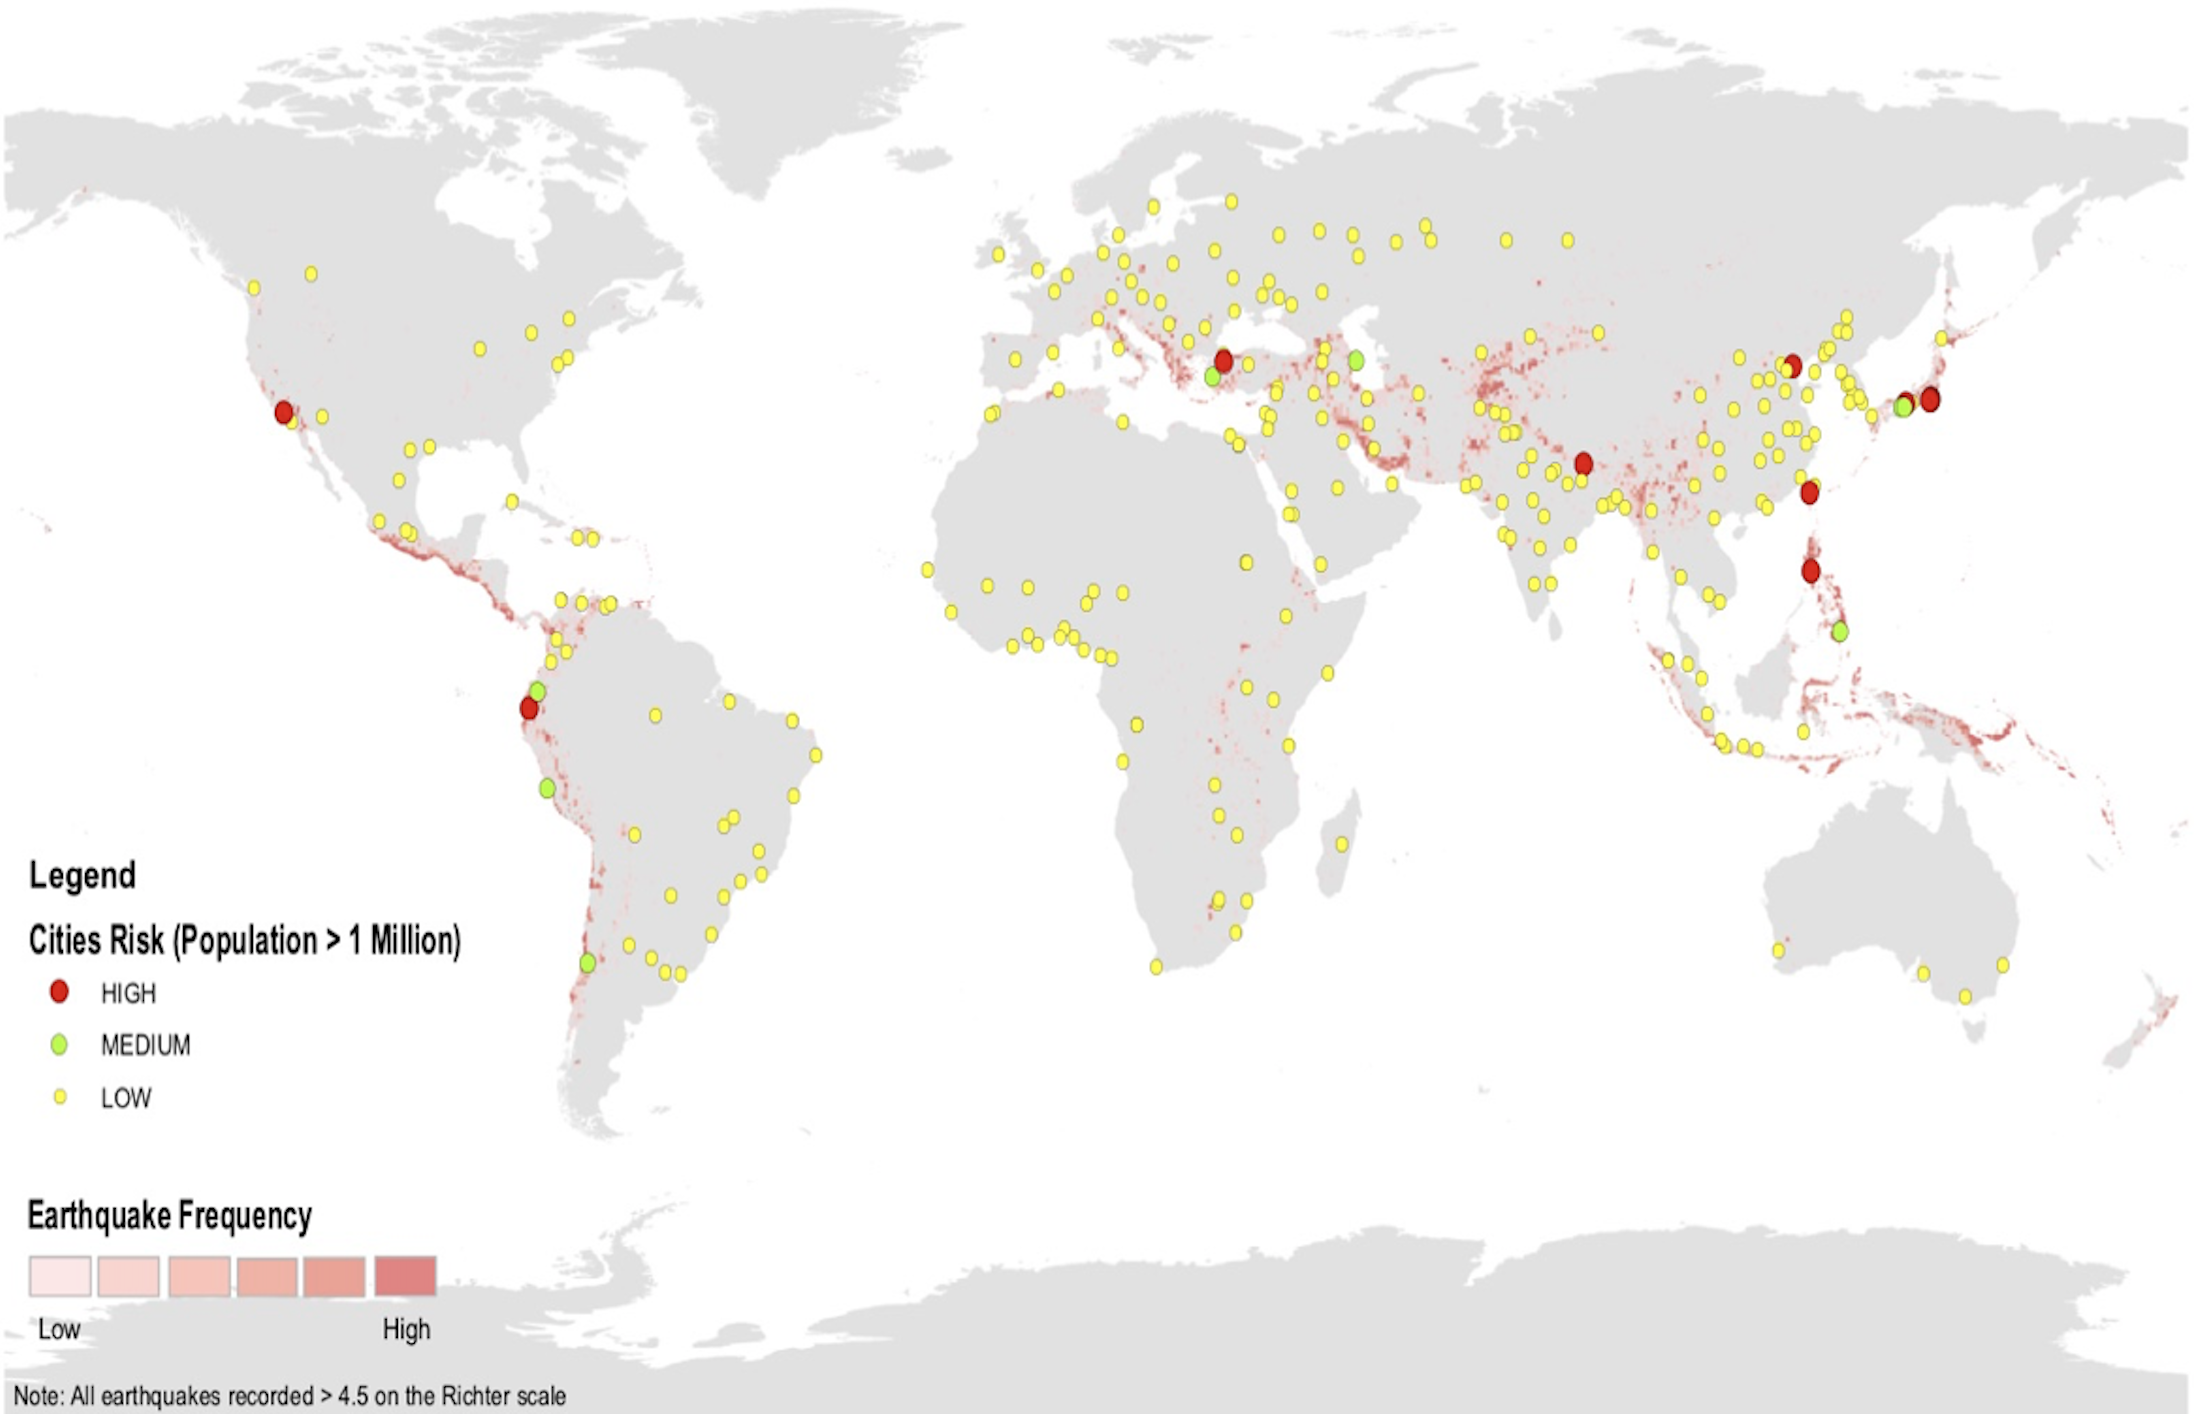 Legend
Cities Risk (Population > 1 Million)
HIGH
MEDIUM
LOW
Earthquake Frequency
Low High
Note: All earthquakes recorded > 4.5 on the Richter scale